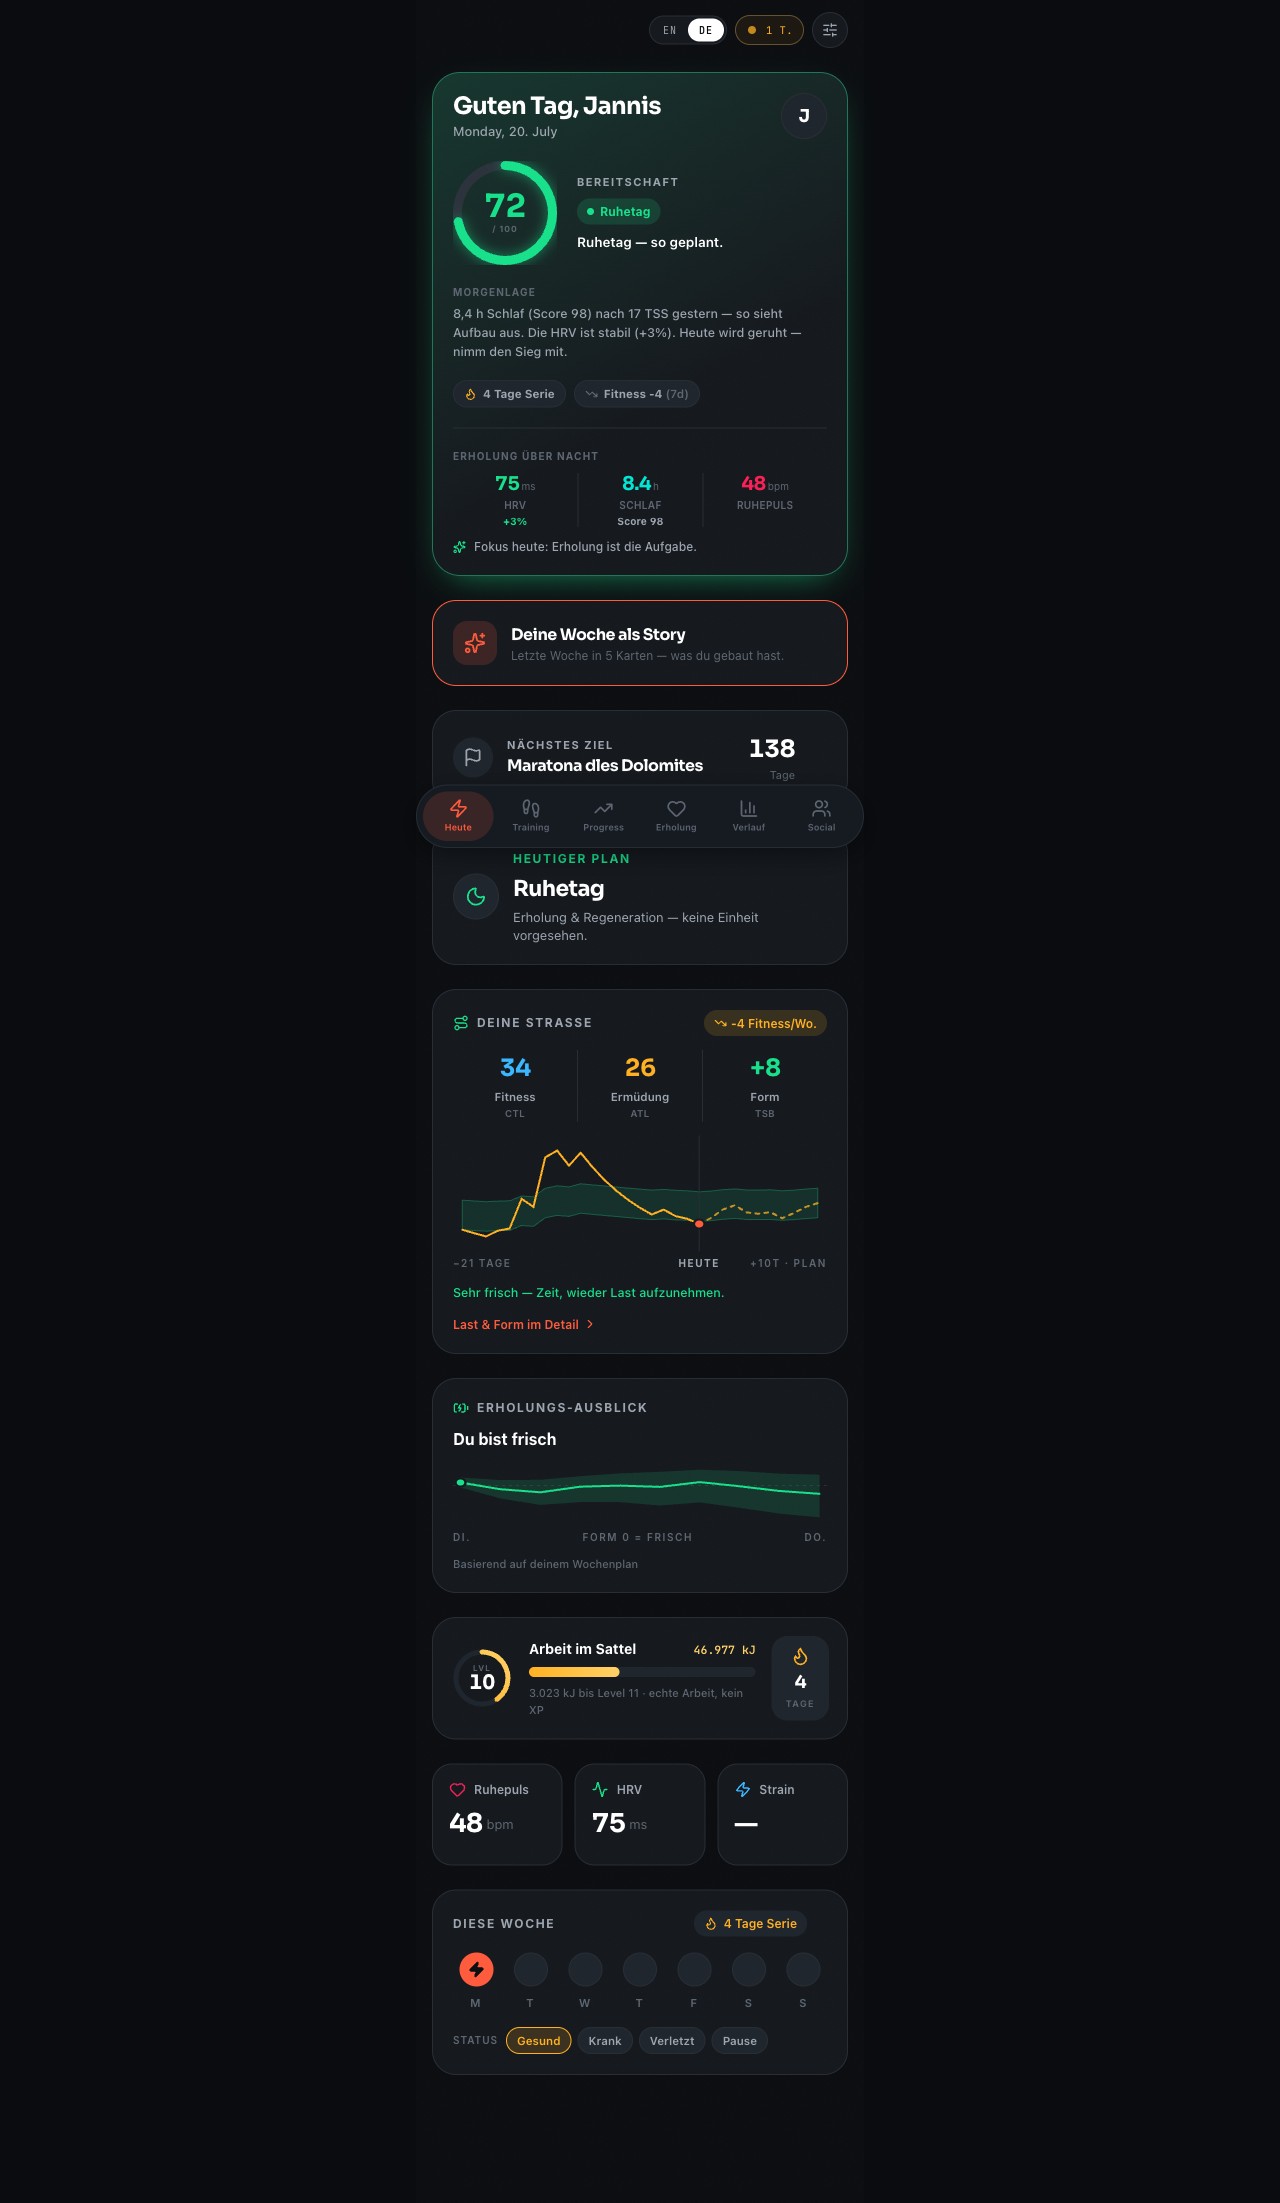 EN DE 1 T.
Guten Tag, Jannis
J
Monday, 20. July
72
/ 100
BEREITSCHAFT
Ruhetag
Ruhetag — so geplant.
MORGENLAGE
8,4 h Schlaf (Score 98) nach 17 TSS gestern — so sieht
Aufbau aus. Die HRV ist stabil (+3%). Heute wird geruht —
nimm den Sieg mit.
4 Tage Serie Fitness -4 (7d)
ERHOLUNG ÜBER NACHT
75 ms 8.4 h 48 bpm
HRV SCHLAF RUHEPULS
+3% Score 98
Fokus heute: Erholung ist die Aufgabe.
Deine Woche als Story
Letzte Woche in 5 Karten — was du gebaut hast.
NÄCHSTES ZIEL
Maratona dles Dolomites
138
Tage
Heute Training Progress Erholung Verlauf Social
HEUTIGER PLAN
Ruhetag
Erholung & Regeneration — keine Einheit
vorgesehen.
DEINE STRASSE -4 Fitness/Wo.
34 26 +8
Fitness Ermüdung Form
CTL ATL TSB
−21 TAGE HEUTE +10T · PLAN
Sehr frisch — Zeit, wieder Last aufzunehmen.
Last & Form im Detail
ERHOLUNGS-AUSBLICK
Du bist frisch
DI. FORM 0 = FRISCH DO.
Basierend auf deinem Wochenplan
LVL
10
Arbeit im Sattel 46.977 kJ
3.023 kJ bis Level 11 · echte Arbeit, kein
XP
4
TAGE
Ruhepuls HRV Strain
48 bpm 75 ms —
DIESE WOCHE 4 Tage Serie
M T W T F S S
STATUS Gesund Krank Verletzt Pause